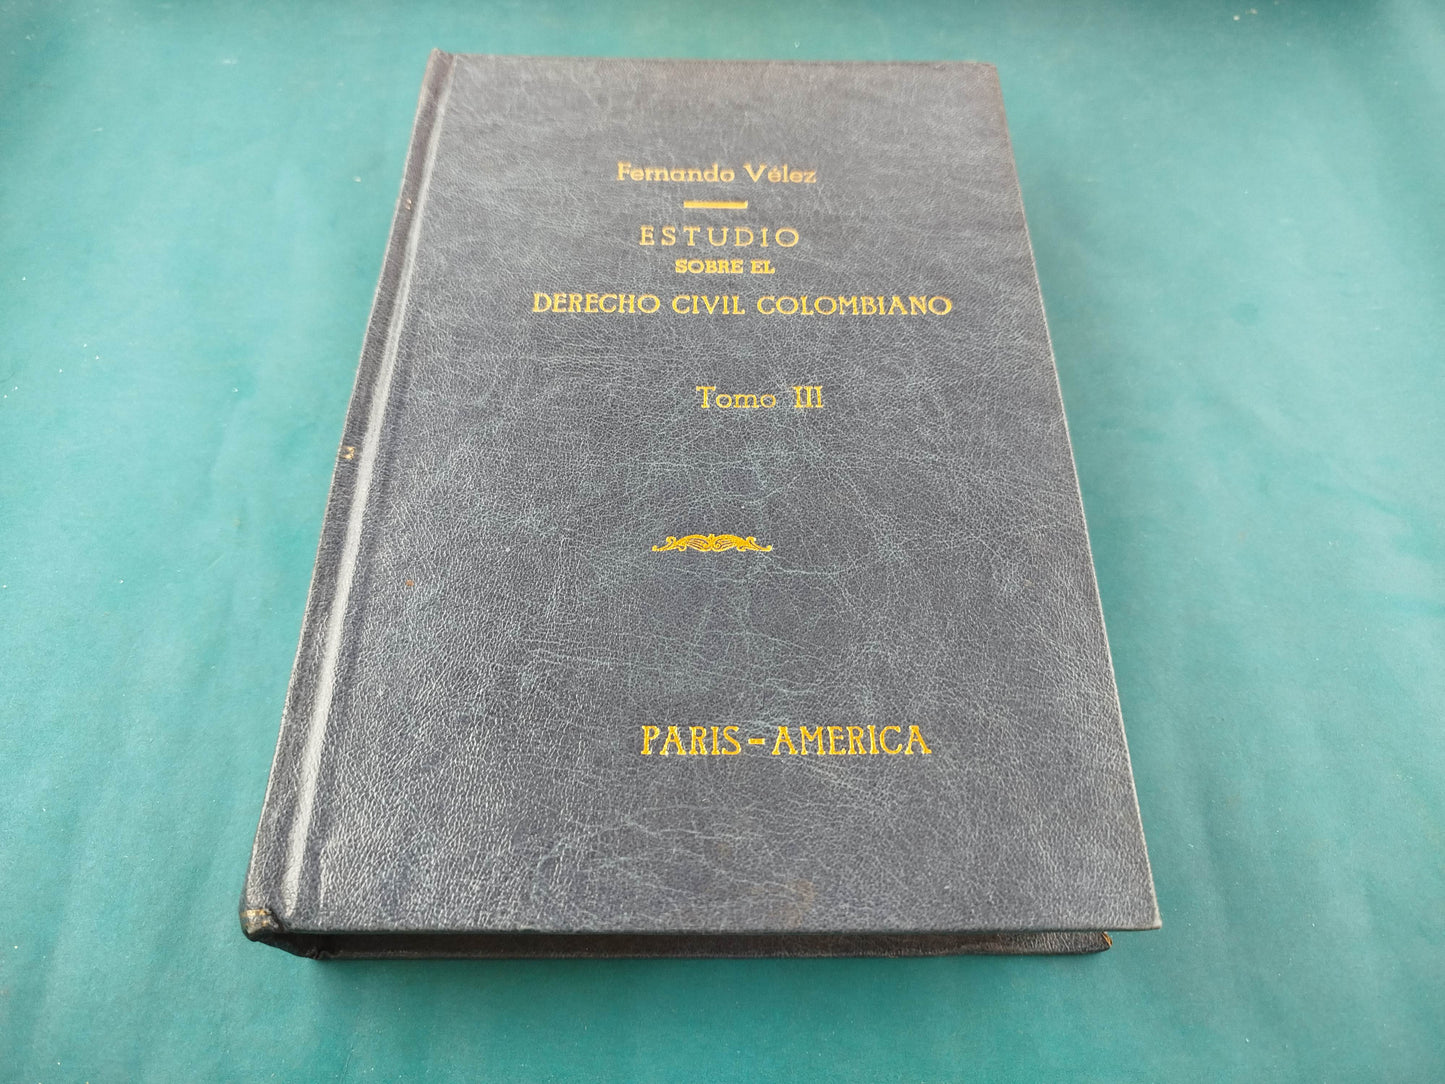 Fernando Vélez
ESTUDIO
SOBRE EL
DERECHO CIVIL COLOMBIANO
Tomo III
PARIS-AMERICA